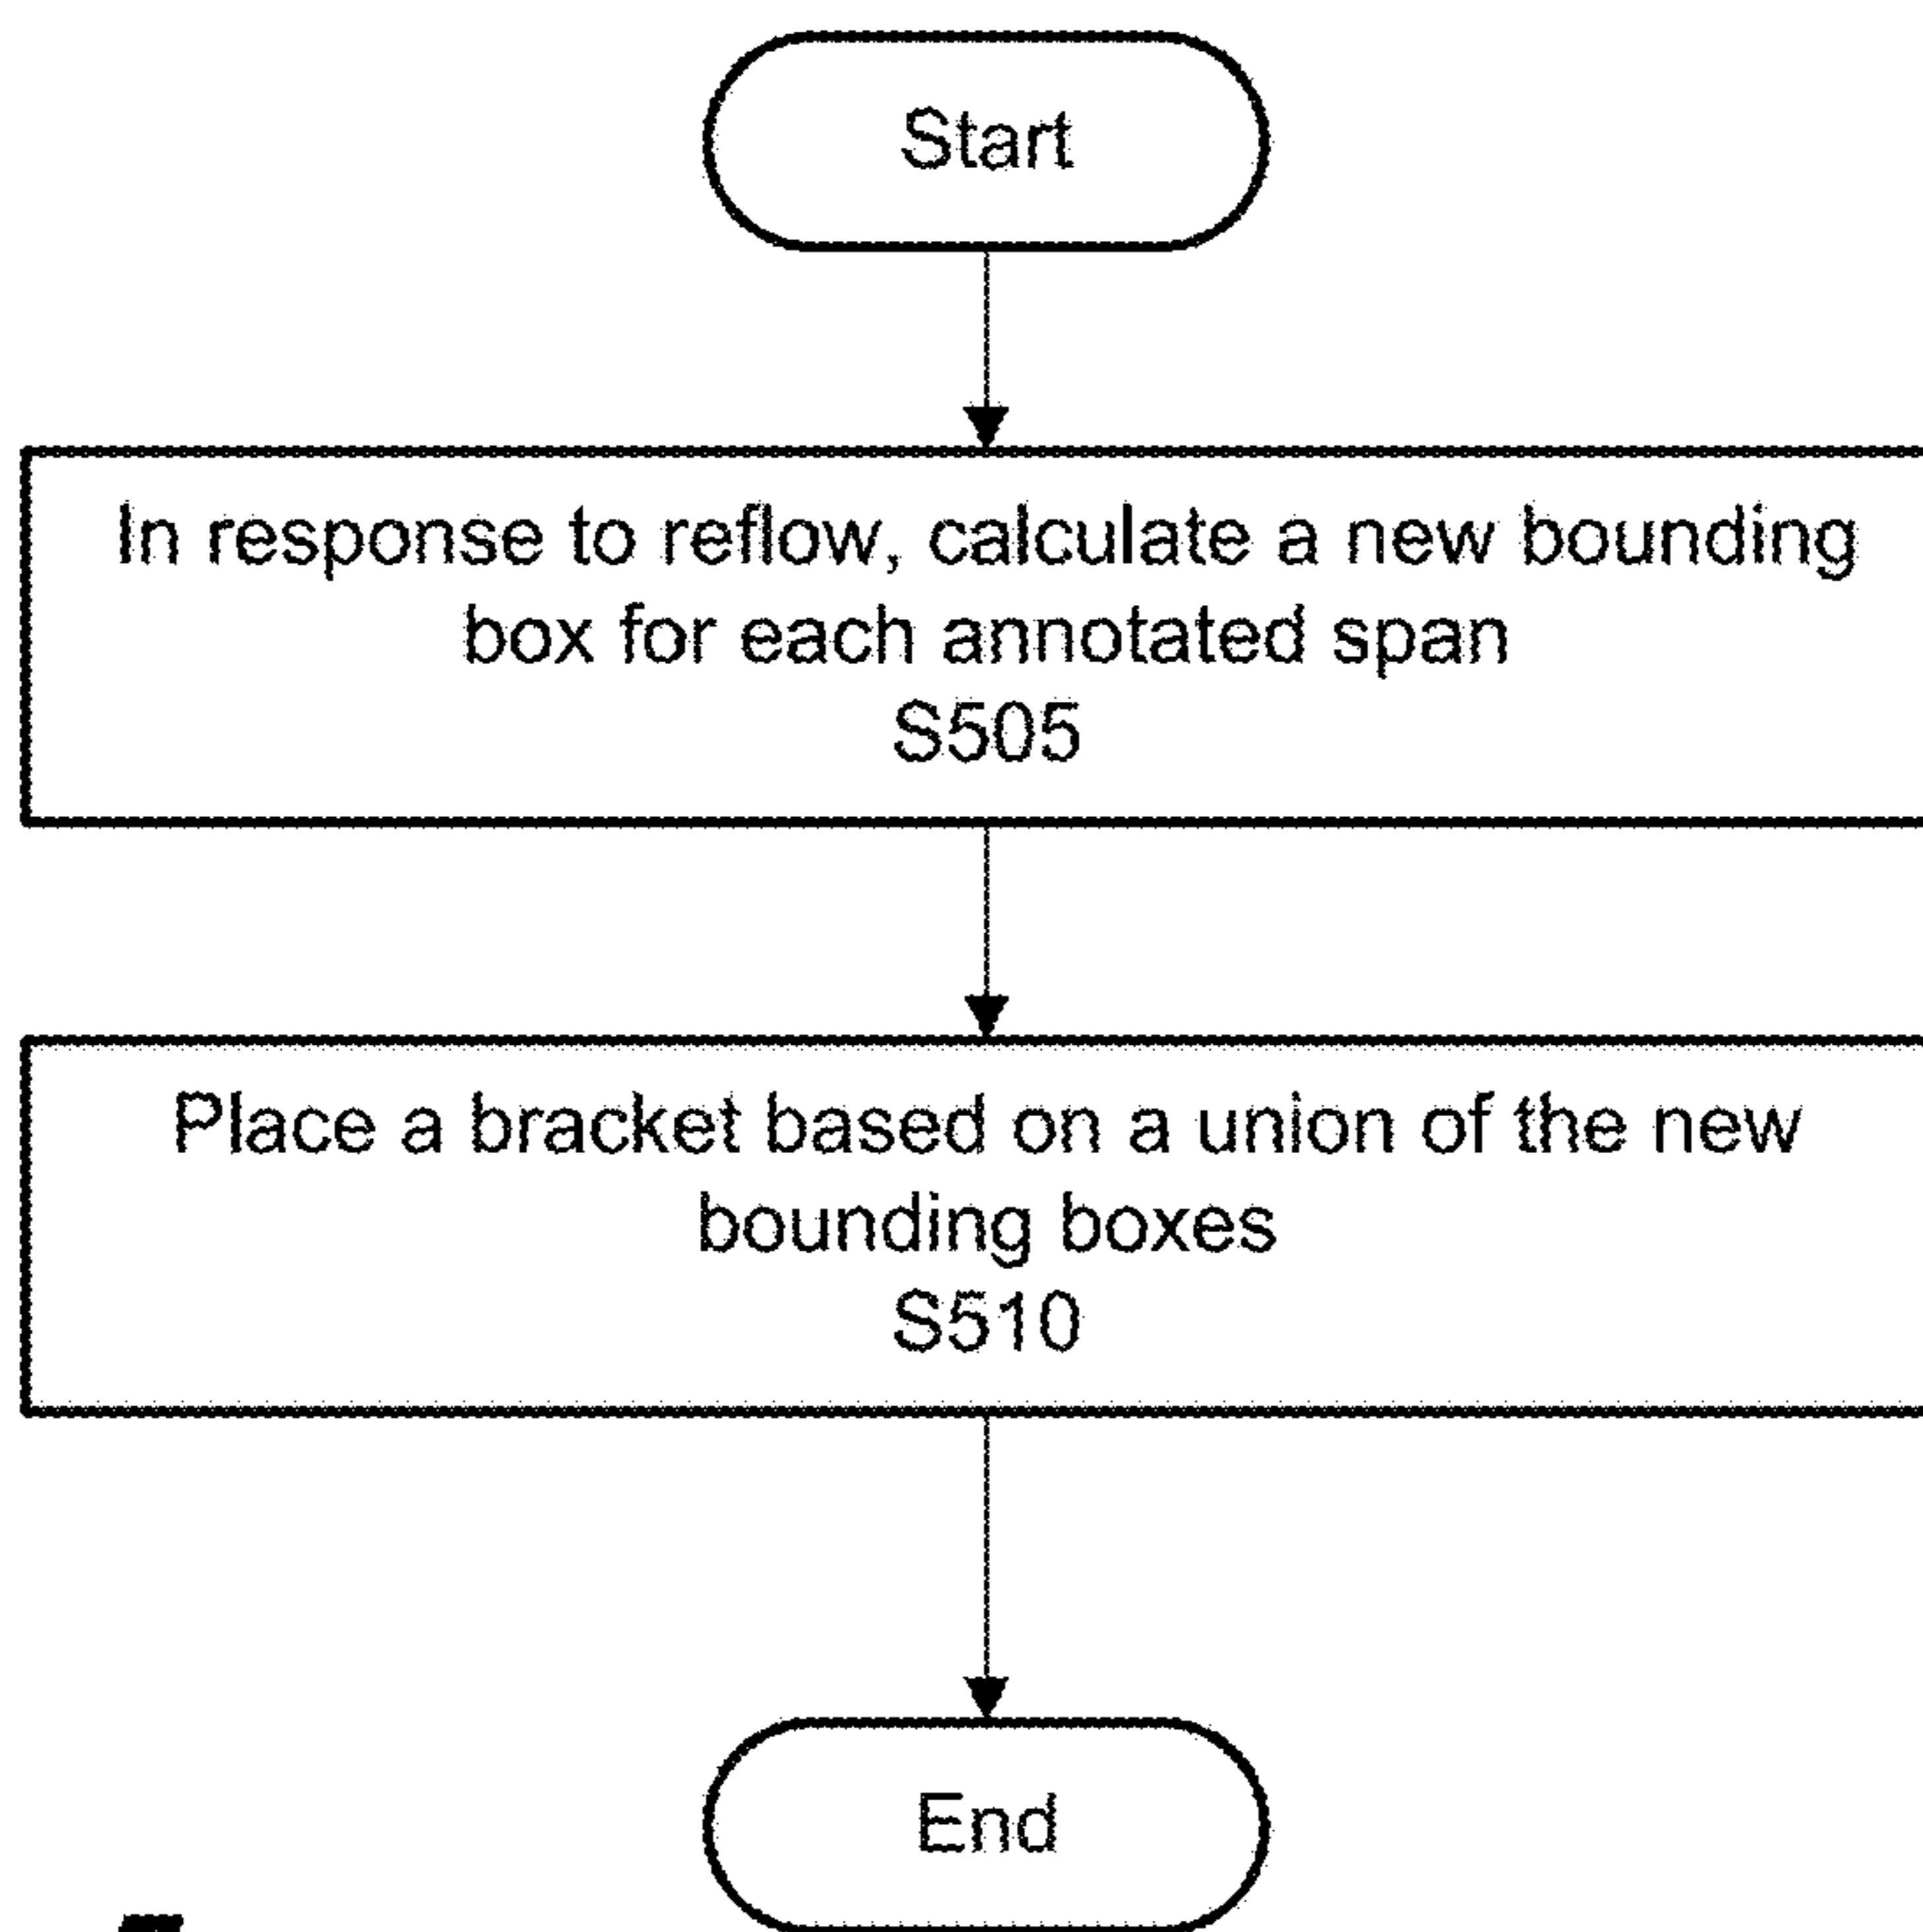 Start
In response to reflow, calculate a new bounding
box for each annotated span
S505
Place a bracket based on a union of the new
bounding boxes
S510
End